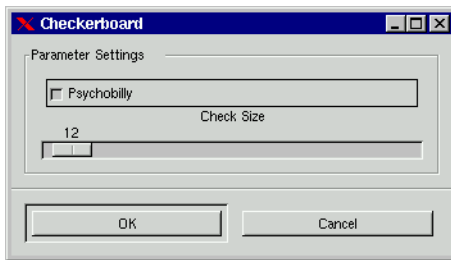 Checkerboard
Parameter Settings
Psychobilly
Check Size
12
OK
Cancel